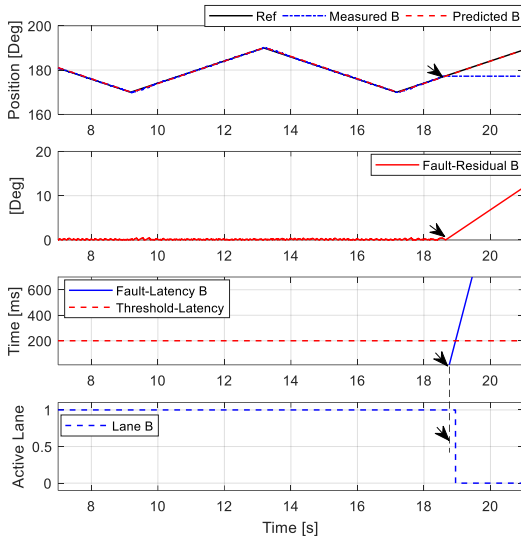 Ref Measured B Predicted B
Position [Deg]
200
180
160
8 10 12 14 16 18 20
Fault-Residual B
[Deg]
20
10
0
8 10 12 14 16 18 20
Fault-Latency B
Threshold-Latency
Time [ms]
600
400
200
8 10 12 14 16 18 20
Lane B
Active Lane
1
0.5
0
8 10 12 14 16 18 20
Time [s]